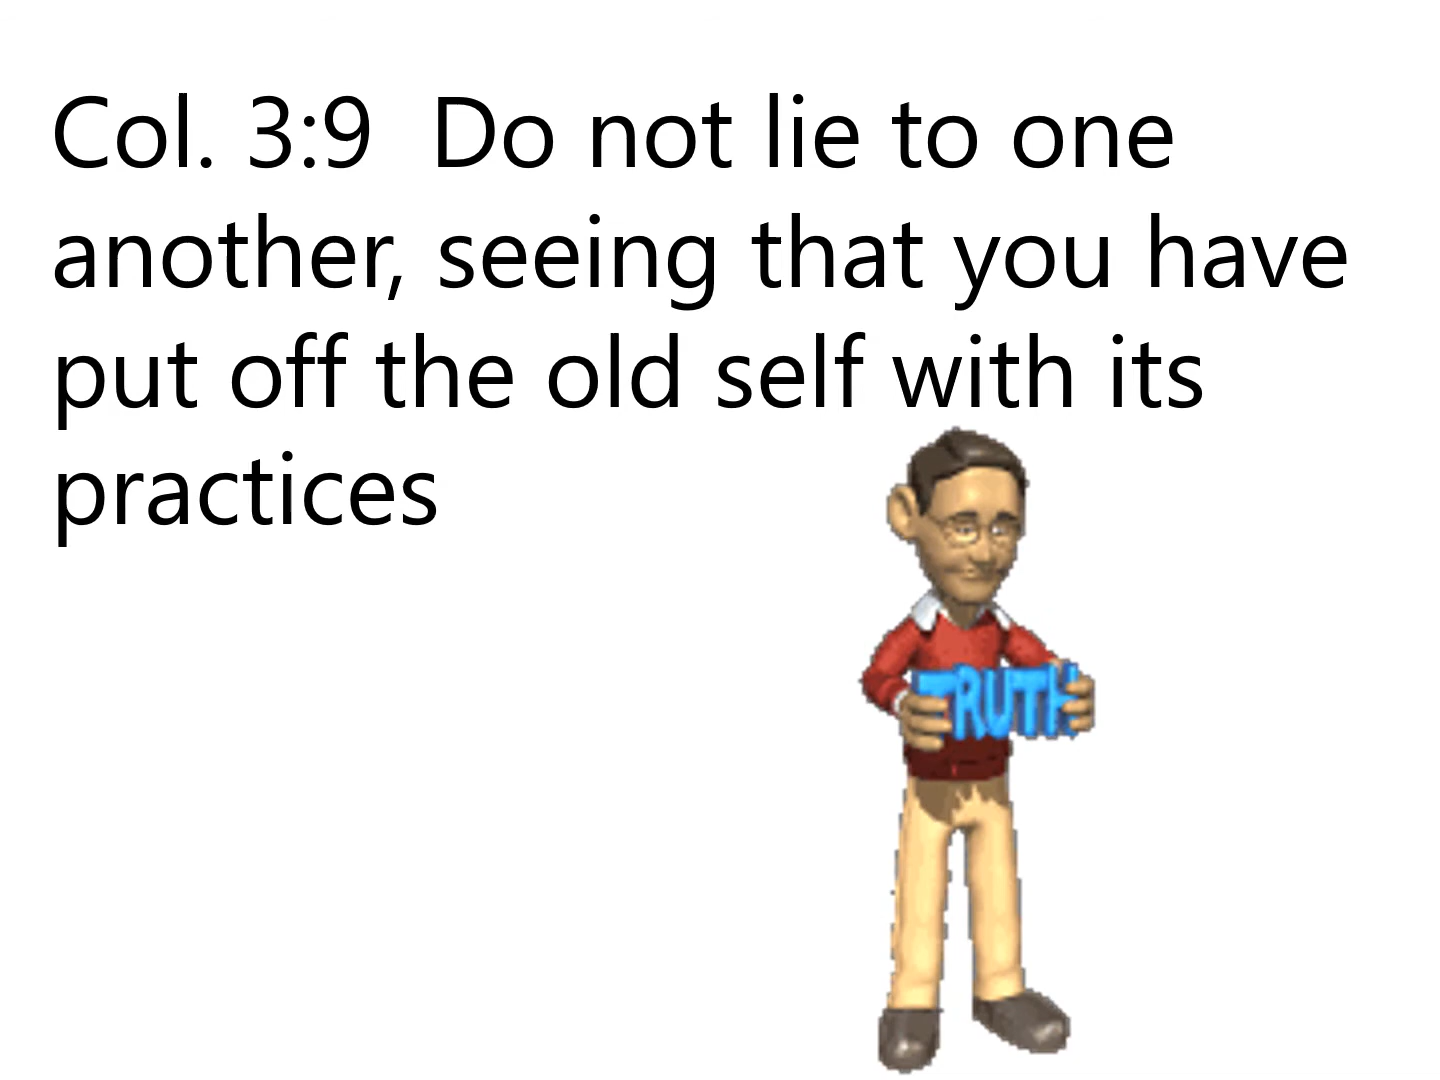 Col. 3:9  Do not lie to one
another, seeing that you have
put off the old self with its
practices
TRUTH